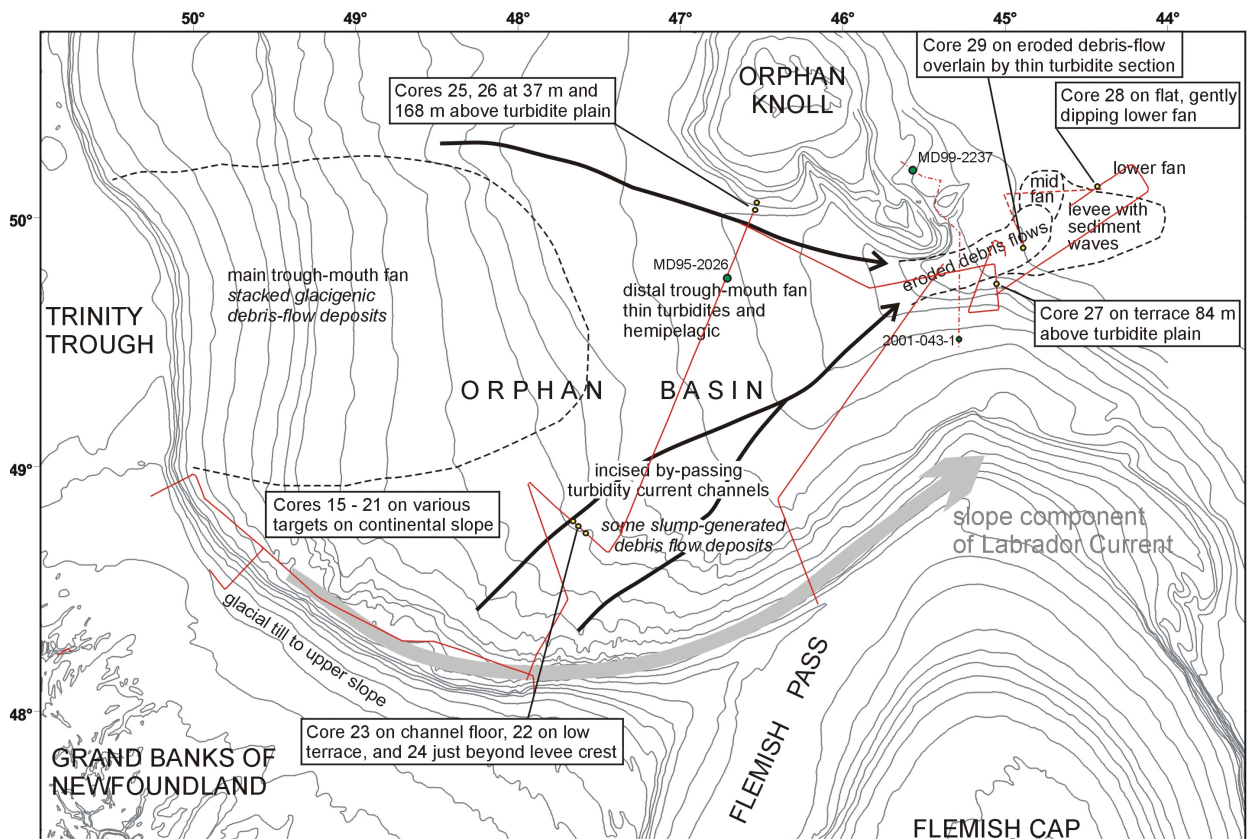 50° 49° 48° 47° 46° 45° 44°
Core 29 on eroded debris-flow
overlain by thin turbidite section
ORPHAN
KNOLL
Cores 25, 26 at 37 m and
168 m above turbidite plain
Core 28 on flat, gently
dipping lower fan
MD99-2237
lower fan
mid
fan
levee with
sediment
waves
50°
eroded debris flows
main trough-mouth fan
stacked glacigenic
debris-flow deposits
MD95-2026
distal trough-mouth fan
thin turbidites and
hemipelagic
TRINITY
TROUGH
Core 27 on terrace 84 m
above turbidite plain
2001-043-1
ORPHAN BASIN
49°
incised by-passing
turbidity current channels
Cores 15 - 21 on various
targets on continental slope
some slump-generated
debris flow deposits
slope component
of Labrador Current
glacial till to upper slope
FLEMISH PASS
48°
Core 23 on channel floor, 22 on low
terrace, and 24 just beyond levee crest
GRAND BANKS OF
NEWFOUNDLAND
FLEMISH CAP